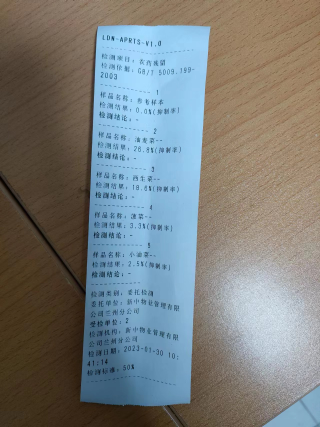 LDN-APRTS-V1.0
检测项目: 农药残留
检测依据: GB/T 5009.199-
2003
1
样品名称: 参考样本
检测结果: 0.0%(抑制率)
检测结论: -
2
样品名称: 油麦菜--
检测结果: 26.8%(抑制率)
检测结论: -
3
样品名称: 西生菜--
检测结果: 18.6%(抑制率)
检测结论: -
4
样品名称: 油菜--
检测结果: 3.3%(抑制率)
检测结论: -
5
样品名称: 小油菜--
检测结果: 2.5%(抑制率)
检测结论: -
检测类别: 委托检测
委托单位: 新中物业管理有限
公司兰州分公司
受检单位: 2
检测机构: 新中物业管理有限
公司兰州分公司
检测日期: 2023-01-30 10:
41:14
检测标准: 50%